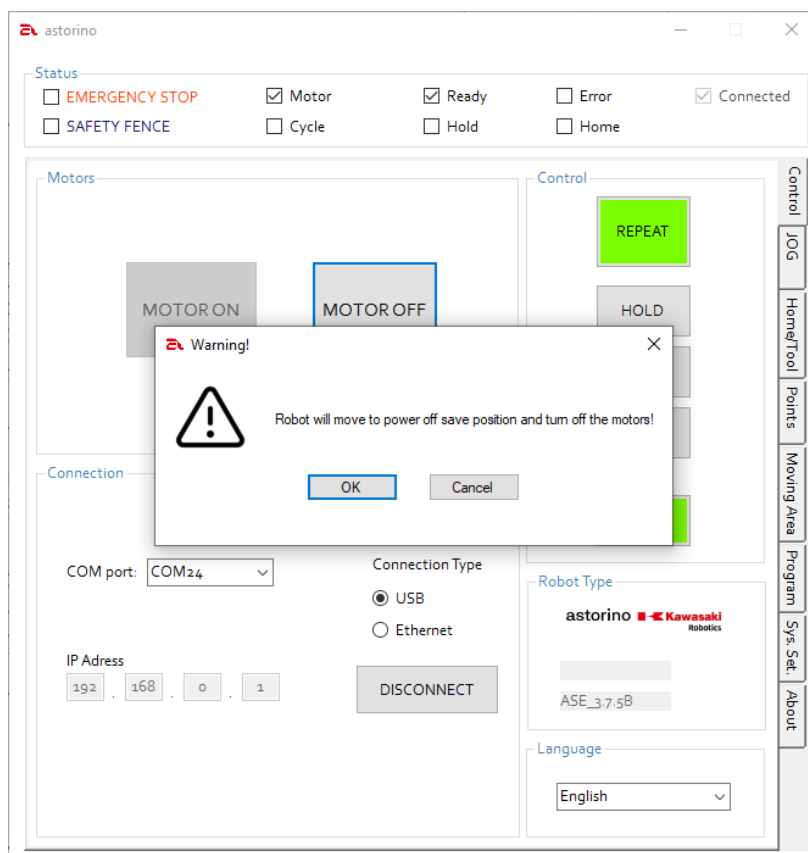 astorino
Status
EMERGENCY STOP
Motor
Ready
Error
Connected
SAFETY FENCE
Cycle
Hold
Home
Motors
MOTOR ON
MOTOR OFF
Control
REPEAT
HOLD
Warning!
Robot will move to power off save position and turn off the motors!
OK
Cancel
Connection
COM port:
COM24
Connection Type
USB
Ethernet
IP Adress
192 . 168 . 0 . 1
DISCONNECT
Robot Type
astorino Kawasaki
Robotics
ASE_3.7.5B
Language
English
Control
JOG
Home/Tool
Points
Moving Area
Program
Sys. Set.
About